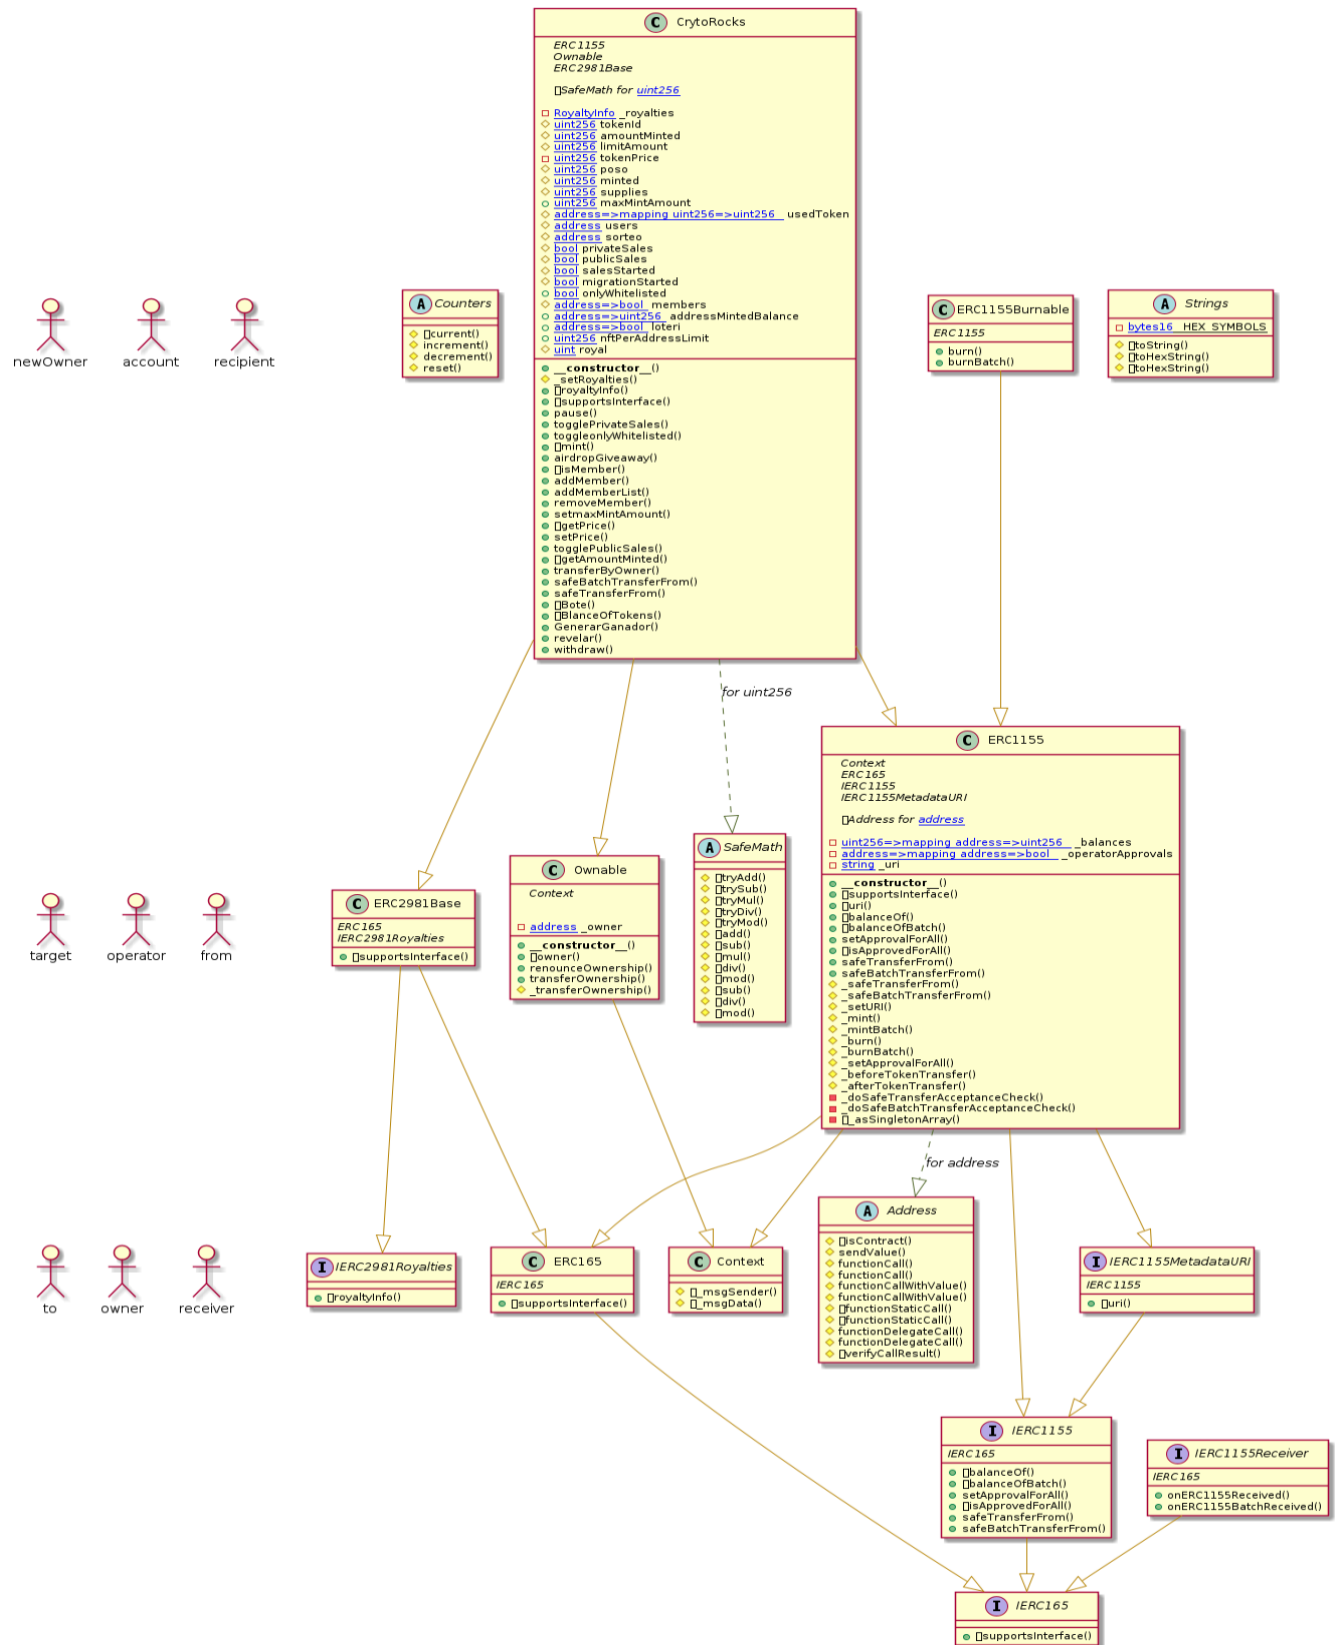 CrytoRocks
ERC1155
Ownable
ERC2981Base
SafeMath for uint256
RoyaltyInfo _royalties
uint256 tokenId
uint256 amountMinted
uint256 limitAmount
uint256 tokenPrice
uint256 poso
uint256 minted
uint256 supplies
uint256 maxMintAmount
address=>mapping uint256=>uint256 usedToken
address users
address sorteo
bool privateSales
bool publicSales
bool salesStarted
bool migrationStarted
bool onlyWhitelisted
address=>bool members
address=>uint256 addressMintedBalance
address=>bool loteri
uint256 nftPerAddressLimit
uint royal
__constructor__()
_setRoyalties()
royaltyInfo()
supportsInterface()
pause()
togglePrivateSales()
toggleonlyWhitelisted()
mint()
airdropGiveaway()
isMember()
addMember()
addMemberList()
removeMember()
setmaxMintAmount()
getPrice()
setPrice()
togglePublicSales()
getAmountMinted()
transferByOwner()
safeBatchTransferFrom()
safeTransferFrom()
Bote()
BlanceOfTokens()
GenerarGanador()
revelar()
withdraw()
newOwner
account
recipient
Counters
current()
increment()
decrement()
reset()
ERC1155Burnable
ERC1155
burn()
burnBatch()
Strings
bytes16 HEX_SYMBOLS
toString()
toHexString()
toHexString()
for uint256
target
operator
from
ERC2981Base
ERC165
IERC2981Royalties
supportsInterface()
Ownable
Context
address _owner
__constructor__()
owner()
renounceOwnership()
transferOwnership()
_transferOwnership()
SafeMath
tryAdd()
trySub()
tryMul()
tryDiv()
tryMod()
add()
sub()
mul()
div()
mod()
sub()
div()
mod()
ERC1155
Context
ERC165
IERC1155
IERC1155MetadataURI
Address for address
uint256=>mapping address=>uint256 _balances
address=>mapping address=>bool _operatorApprovals
string _uri
__constructor__()
supportsInterface()
uri()
balanceOf()
balanceOfBatch()
setApprovalForAll()
isApprovedForAll()
safeTransferFrom()
safeBatchTransferFrom()
_safeTransferFrom()
_safeBatchTransferFrom()
_setURI()
_mint()
_mintBatch()
_burn()
_burnBatch()
_setApprovalForAll()
_beforeTokenTransfer()
_afterTokenTransfer()
_doSafeTransferAcceptanceCheck()
_doSafeBatchTransferAcceptanceCheck()
_asSingletonArray()
for address
to
owner
receiver
IERC2981Royalties
royaltyInfo()
ERC165
IERC165
supportsInterface()
Context
_msgSender()
_msgData()
Address
isContract()
sendValue()
functionCall()
functionCall()
functionCallWithValue()
functionCallWithValue()
functionStaticCall()
functionStaticCall()
functionDelegateCall()
functionDelegateCall()
verifyCallResult()
IERC1155MetadataURI
IERC1155
uri()
IERC1155
IERC165
balanceOf()
balanceOfBatch()
setApprovalForAll()
isApprovedForAll()
safeTransferFrom()
safeBatchTransferFrom()
IERC1155Receiver
IERC165
onERC1155Received()
onERC1155BatchReceived()
IERC165
supportsInterface()